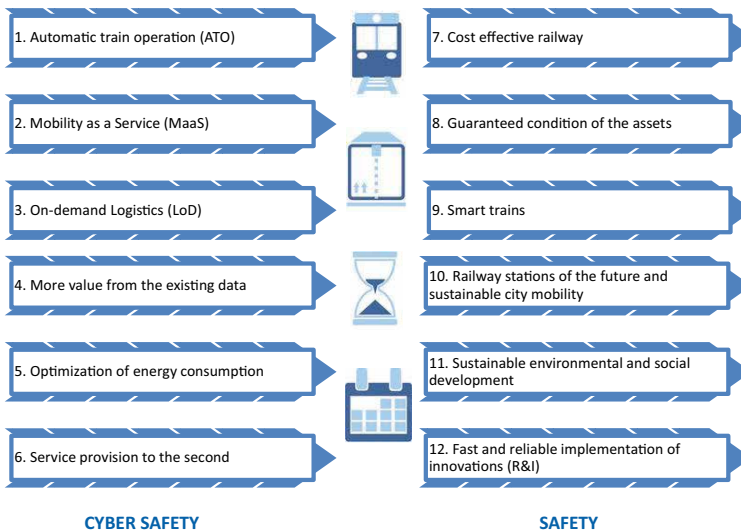 1. Automatic train operation (ATO)
2. Mobility as a Service (MaaS)
3. On-demand Logistics (LoD)
4. More value from the existing data
5. Optimization of energy consumption
6. Service provision to the second
CYBER SAFETY
7. Cost effective railway
8. Guaranteed condition of the assets
9. Smart trains
10. Railway stations of the future and
sustainable city mobility
11. Sustainable environmental and social
development
12. Fast and reliable implementation of
innovations (R&I)
SAFETY